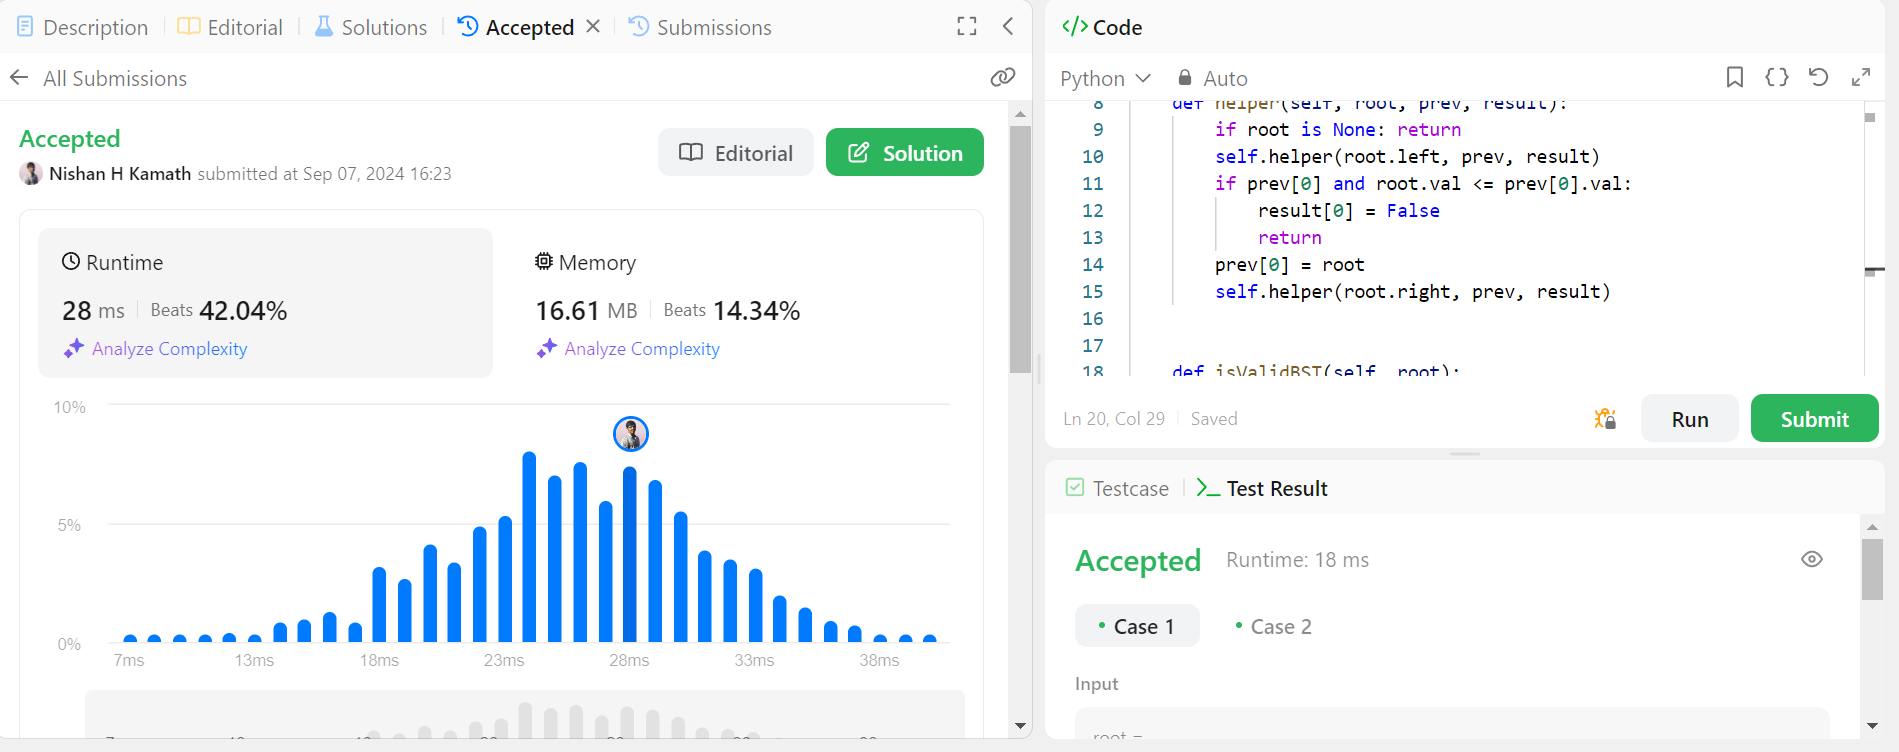 Description
Editorial
Solutions
Accepted
Submissions
All Submissions
Accepted
Nishan H Kamath submitted at Sep 07, 2024 16:23
Editorial
Solution
Runtime
28 ms
Beats 42.04%
Analyze Complexity
Memory
16.61 MB
Beats 14.34%
Analyze Complexity
10%
5%
0%
7ms
13ms
18ms
23ms
28ms
33ms
38ms
Code
Python
Auto
8 def helper(self, root, prev, result):
9 if root is None: return
10 self.helper(root.left, prev, result)
11 if prev[0] and root.val <= prev[0].val:
12 result[0] = False
13 return
14 prev[0] = root
15 self.helper(root.right, prev, result)
16
17
18 def isValidBST(self, root):
Ln 20, Col 29
Saved
Run
Submit
Testcase
Test Result
Accepted
Runtime: 18 ms
Case 1
Case 2
Input
root =